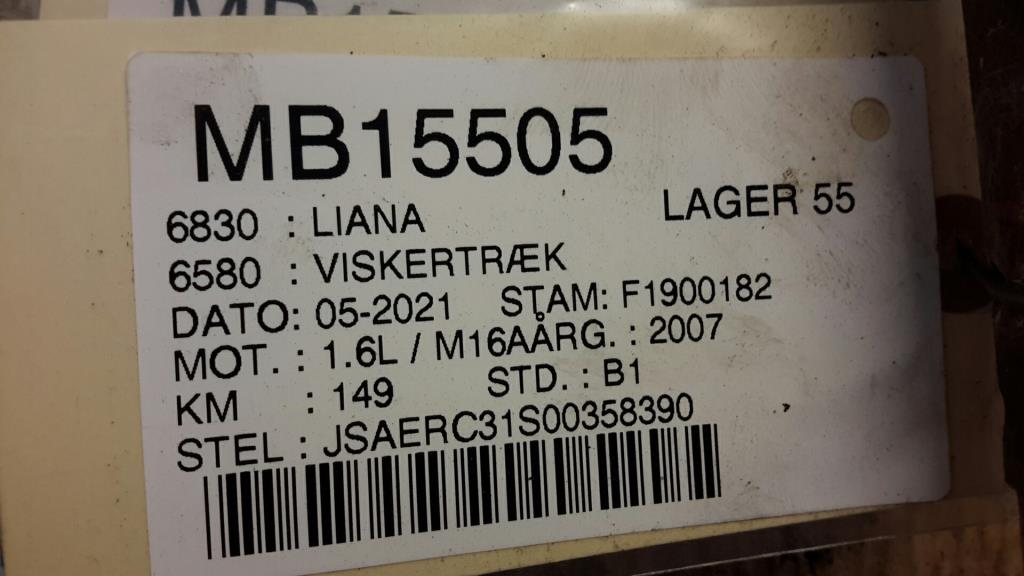 MB15505
6830 : LIANA LAGER 55
6580 : VISKERTRÆK
DATO: 05-2021 STAM: F1900182
MOT. : 1.6L / M16AÅRG. : 2007
KM : 149 STD. : B1
STEL : JSAERC31S00358390